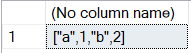 (No column name)
1 ["a",1,"b",2]